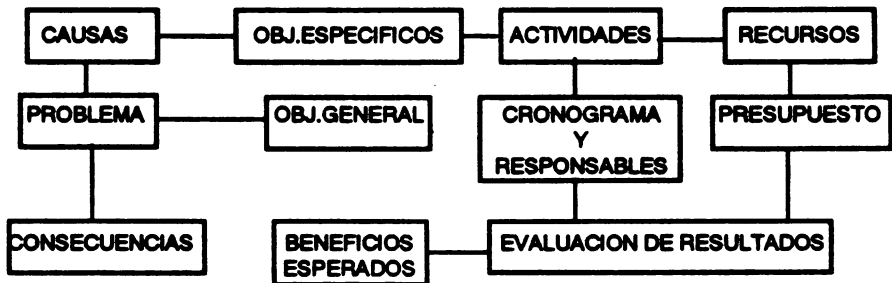 CAUSAS
OBJ.ESPECIFICOS
ACTIVIDADES
RECURSOS
PROBLEMA
OBJ.GENERAL
CRONOGRAMA
Y
RESPONSABLES
PRESUPUESTO
CONSECUENCIAS
BENEFICIOS
ESPERADOS
EVALUACION DE RESULTADOS